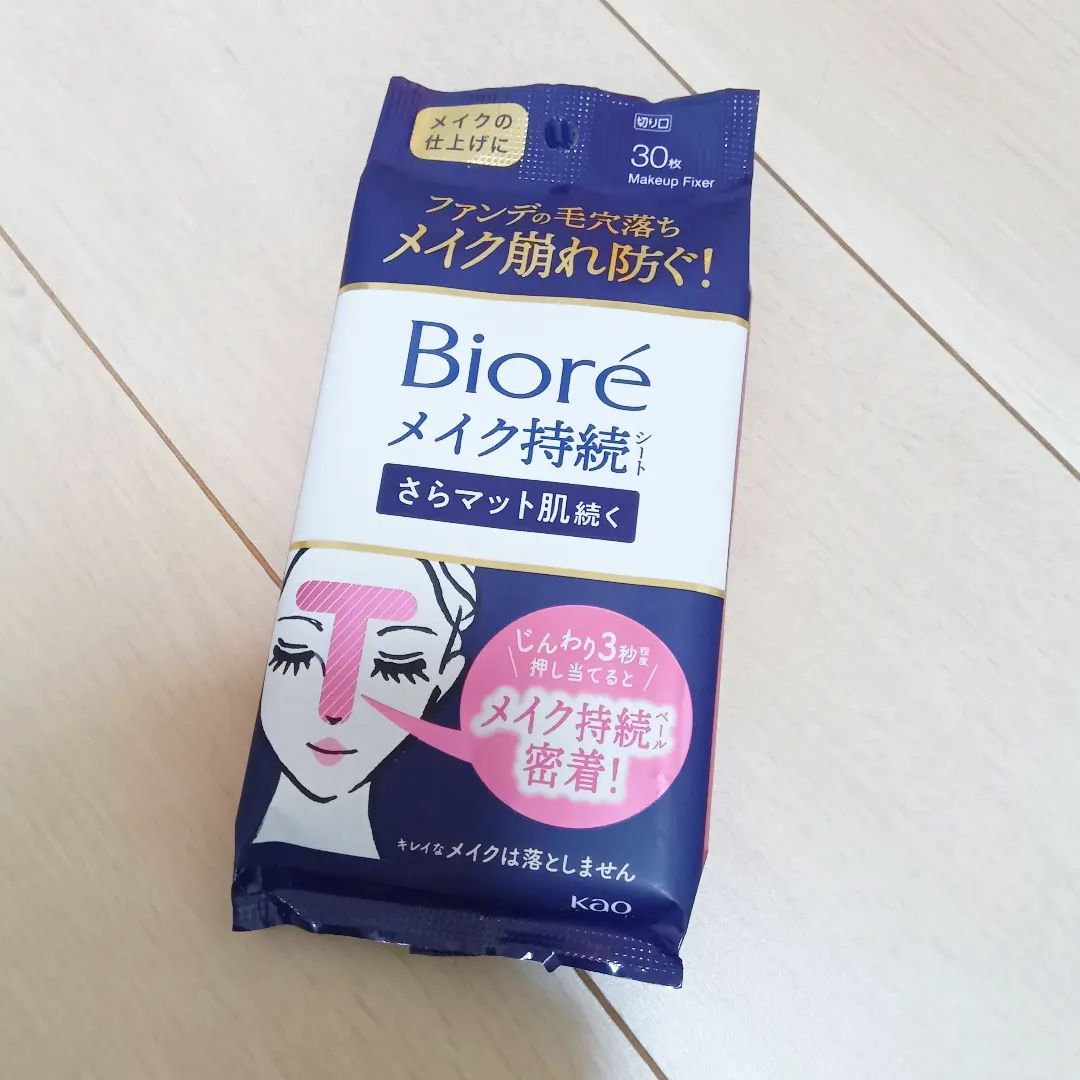 メイクの
仕上げに
切り口
30枚
Makeup Fixer
ファンデの毛穴落ち
メイク崩れ防ぐ!
Bioré
メイク持続シート
さらマット肌続く
じんわり3秒程度
押し当てると
メイク持続ベール
密着!
キレイなメイクは落としません
Kao